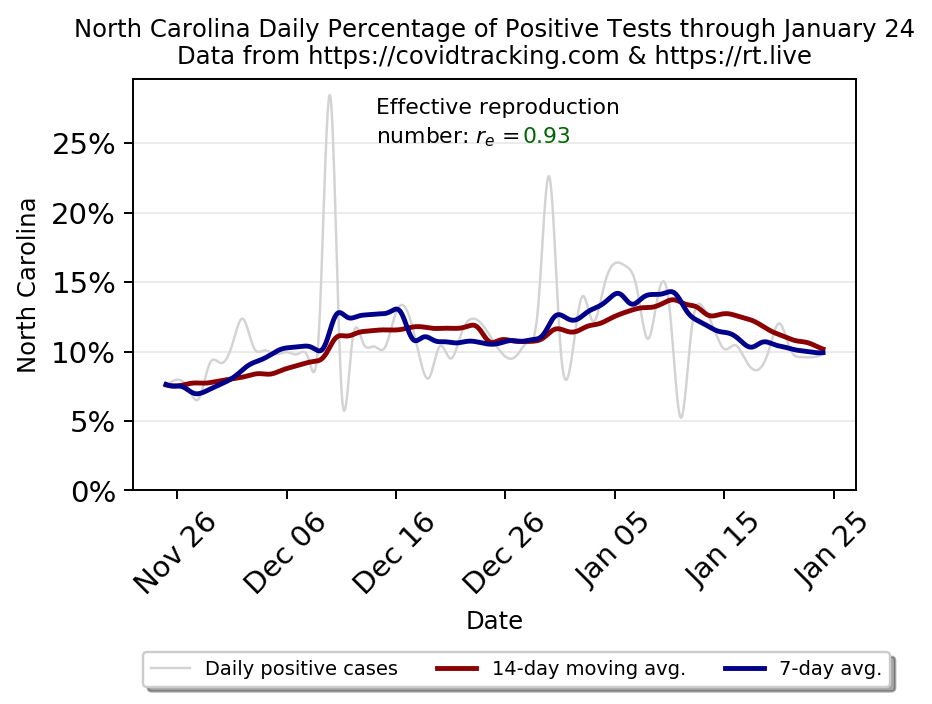 North Carolina Daily Percentage of Positive Tests through January 24
Data from https://covidtracking.com & https://rt.live
Effective reproduction
number: rₑ =0.93
North Carolina
25%
20%
15%
10%
5%
0%
Nov 26
Dec 06
Dec 16
Dec 26
Jan 05
Jan 15
Jan 25
Date
Daily positive cases
14-day moving avg.
7-day avg.